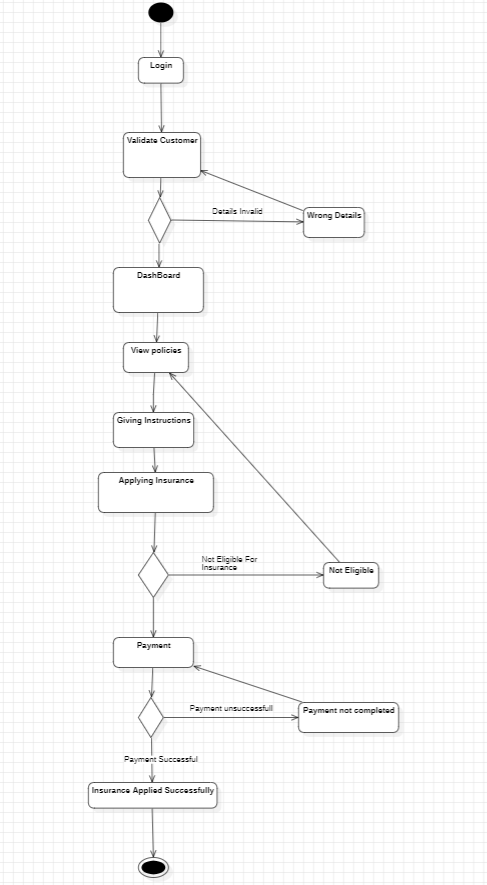 Login
Validate Customer
Details Invalid
Wrong Details
DashBoard
View policies
Giving Instructions
Applying Insurance
Not Eligible For
Insurance
Not Eligible
Payment
Payment unsuccessfull
Payment not completed
Payment Successful
Insurance Applied Successfully